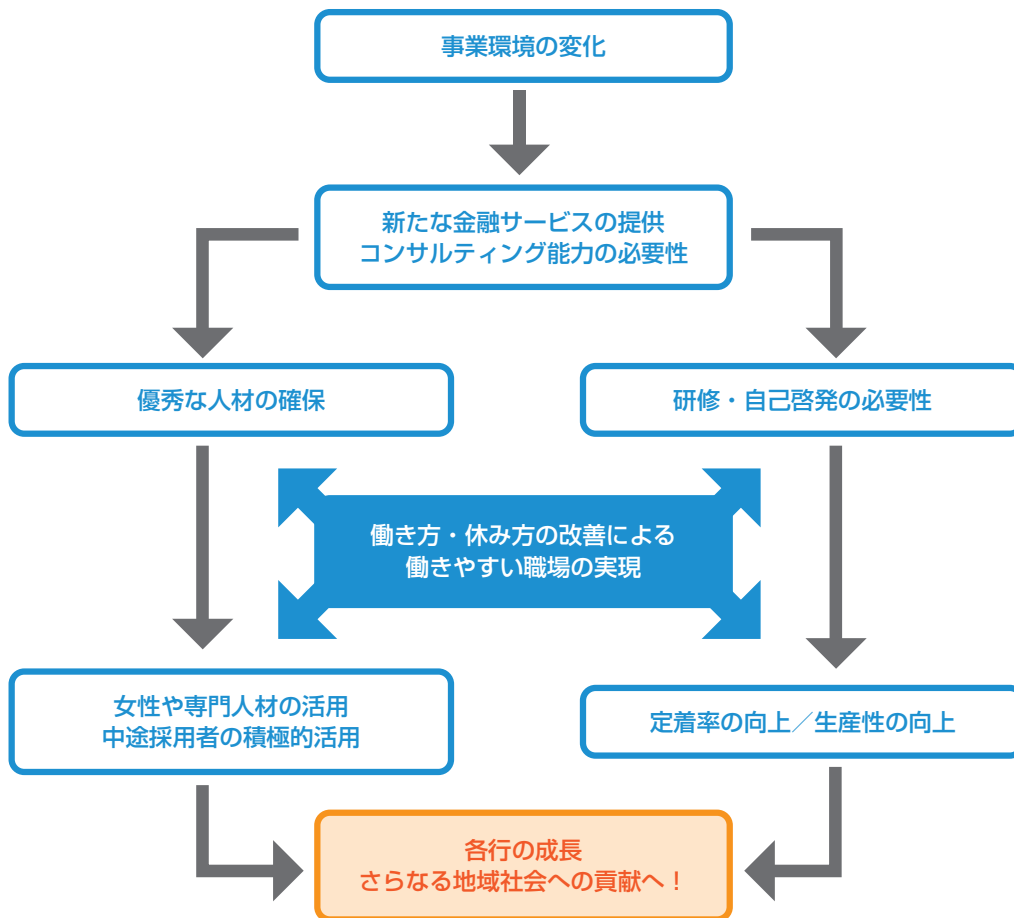 事業環境の変化
新たな金融サービスの提供
コンサルティング能力の必要性
優秀な人材の確保
研修・自己啓発の必要性
働き方・休み方の改善による
働きやすい職場の実現
女性や専門人材の活用
中途採用者の積極的活用
定着率の向上／生産性の向上
各行の成長
さらなる地域社会への貢献へ！